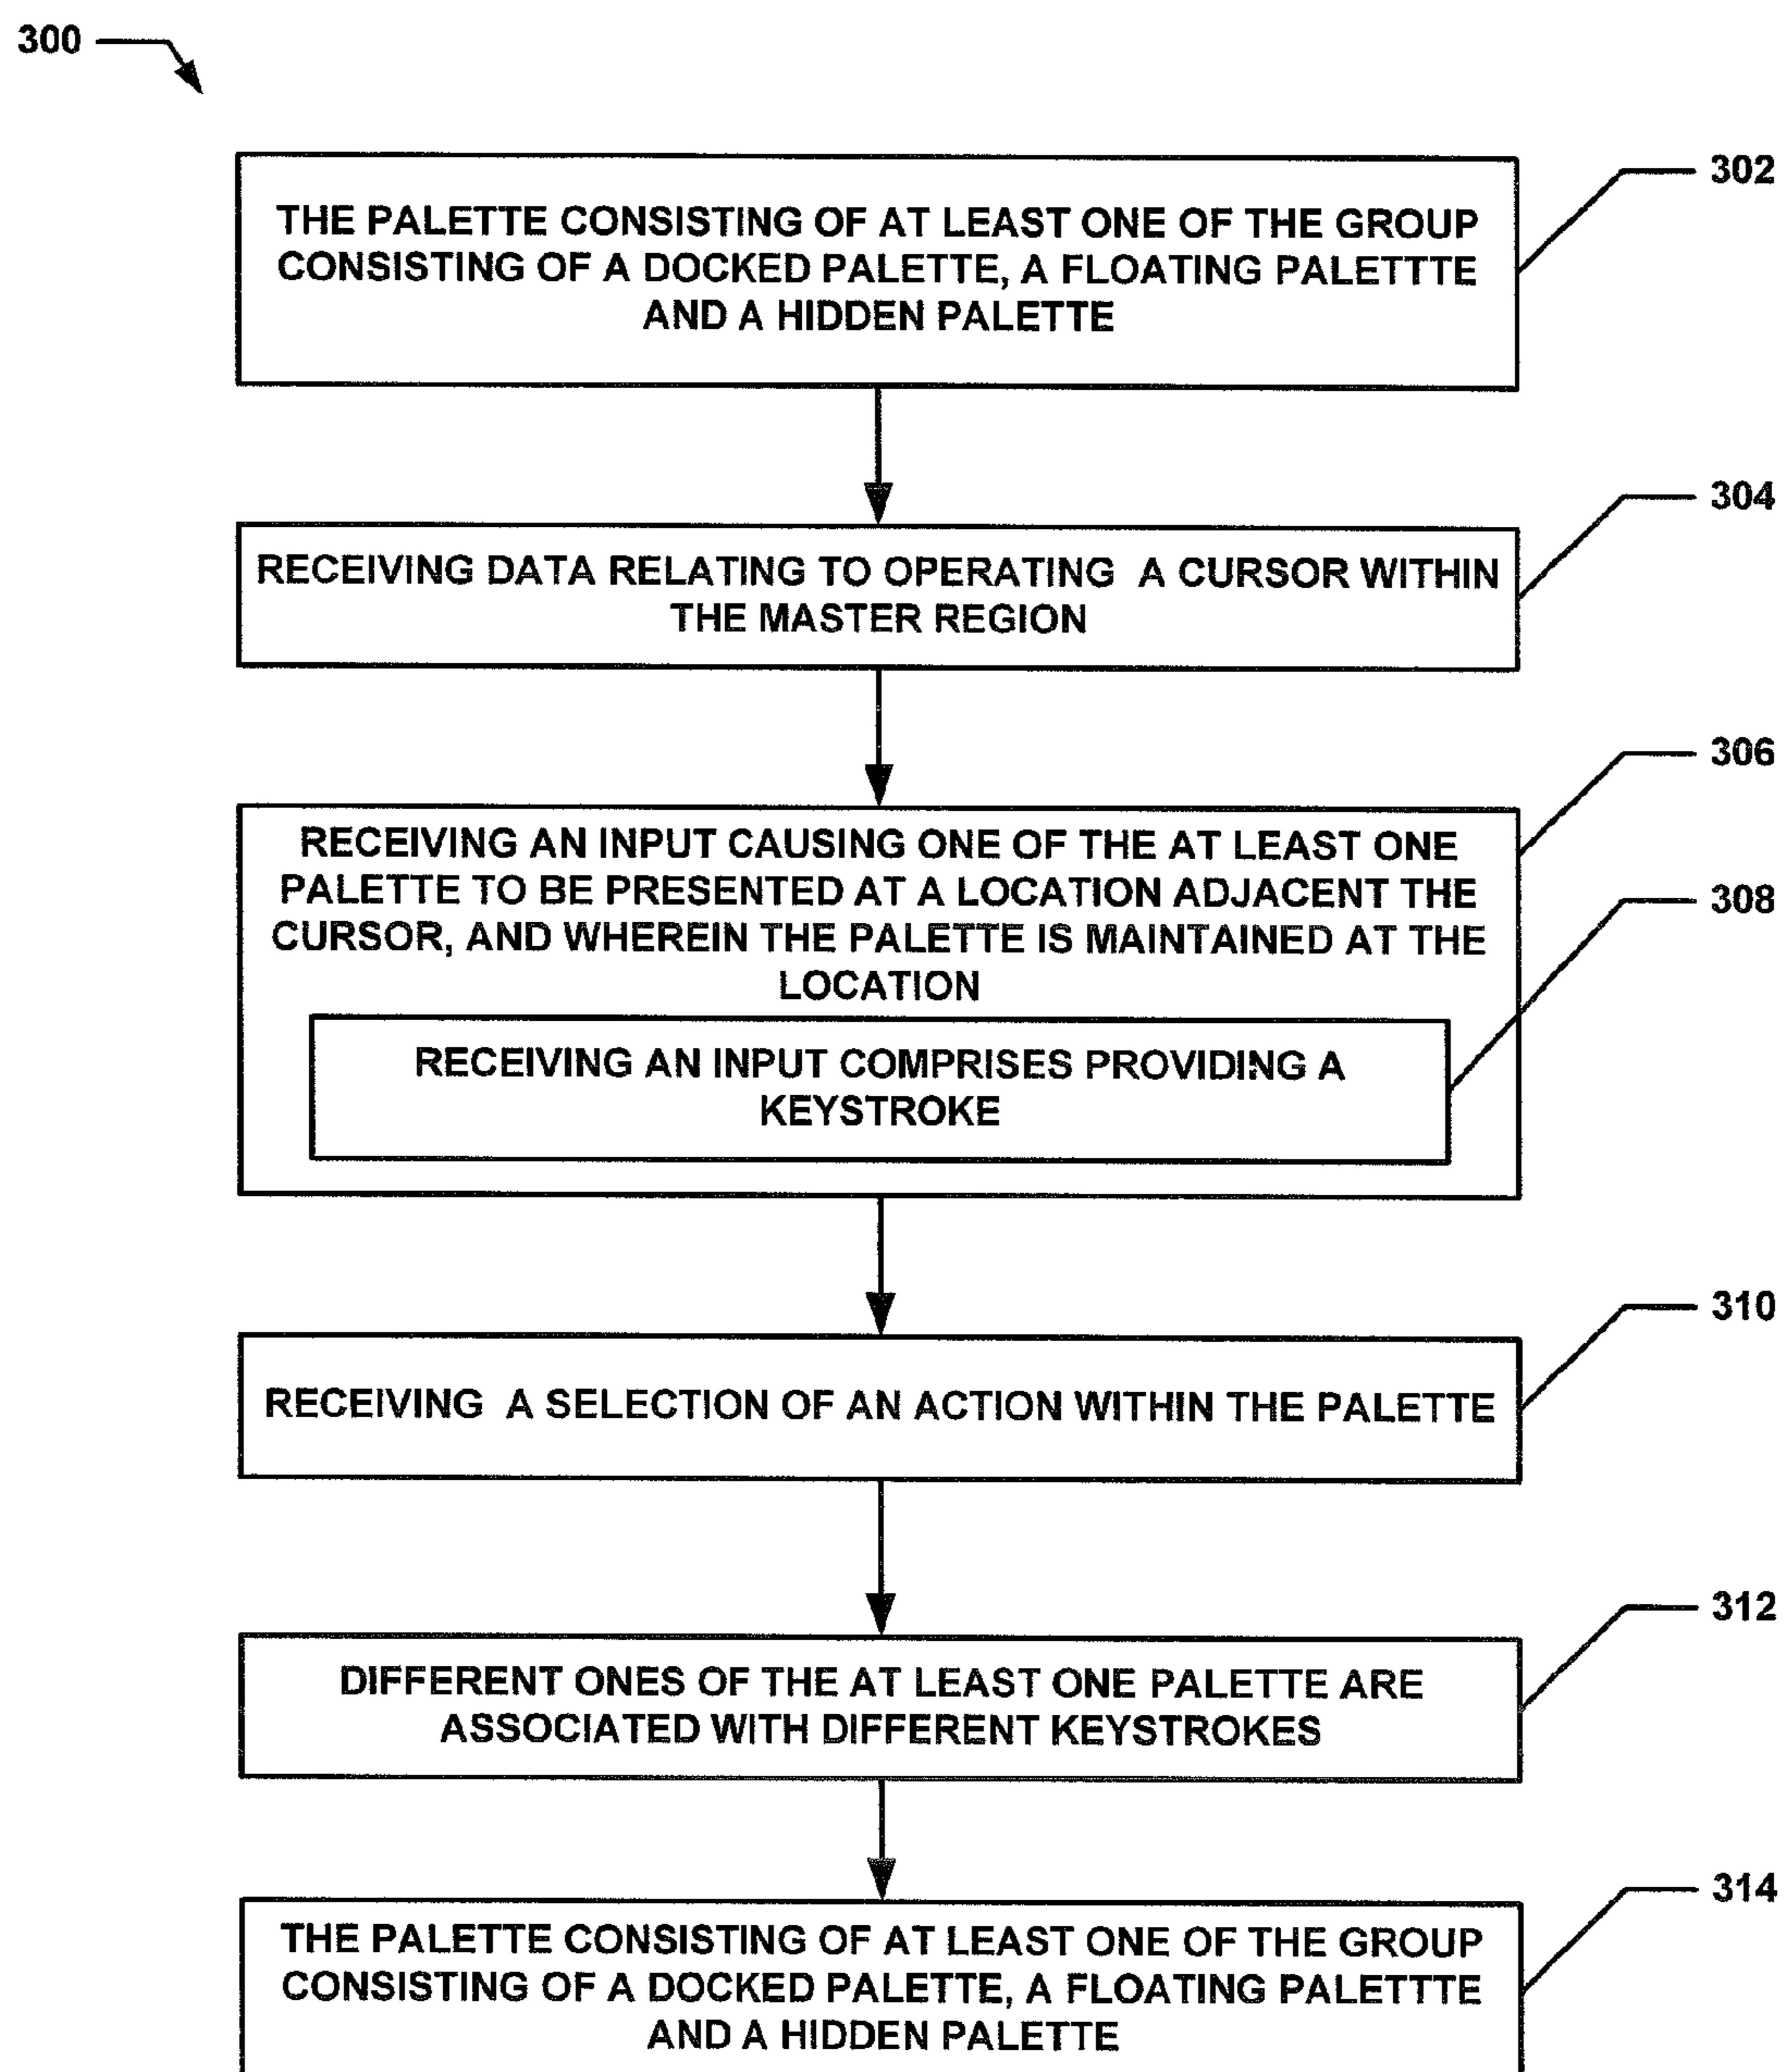 300
302
THE PALETTE CONSISTING OF AT LEAST ONE OF THE GROUP
CONSISTING OF A DOCKED PALETTE, A FLOATING PALETTTE
AND A HIDDEN PALETTE
304
RECEIVING DATA RELATING TO OPERATING A CURSOR WITHIN
THE MASTER REGION
306
RECEIVING AN INPUT CAUSING ONE OF THE AT LEAST ONE
PALETTE TO BE PRESENTED AT A LOCATION ADJACENT THE
CURSOR, AND WHEREIN THE PALETTE IS MAINTAINED AT THE
LOCATION
308
RECEIVING AN INPUT COMPRISES PROVIDING A
KEYSTROKE
310
RECEIVING A SELECTION OF AN ACTION WITHIN THE PALETTE
312
DIFFERENT ONES OF THE AT LEAST ONE PALETTE ARE
ASSOCIATED WITH DIFFERENT KEYSTROKES
314
THE PALETTE CONSISTING OF AT LEAST ONE OF THE GROUP
CONSISTING OF A DOCKED PALETTE, A FLOATING PALETTTE
AND A HIDDEN PALETTE